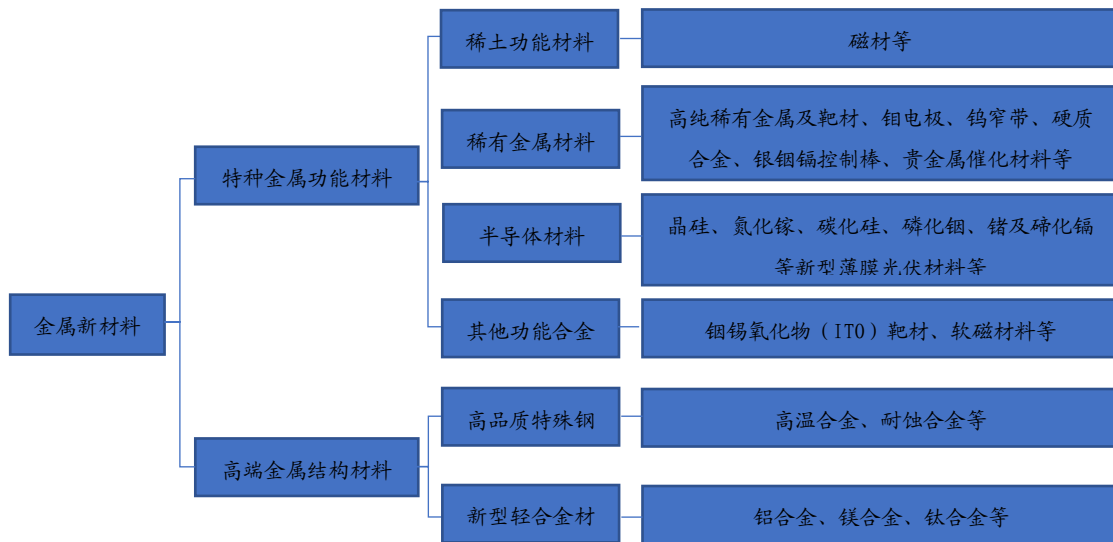 稀土功能材料
磁材等
稀有金属材料
高纯稀有金属及靶材、钼电极、钨窄带、硬质
合金、银铟镉控制棒、贵金属催化材料等
特种金属功能材料
半导体材料
晶硅、氮化镓、碳化硅、磷化铟、锗及碲化镉
等新型薄膜光伏材料等
金属新材料
其他功能合金
铟锡氧化物（ITO）靶材、软磁材料等
高品质特殊钢
高温合金、耐蚀合金等
高端金属结构材料
新型轻合金材
铝合金、镁合金、钛合金等